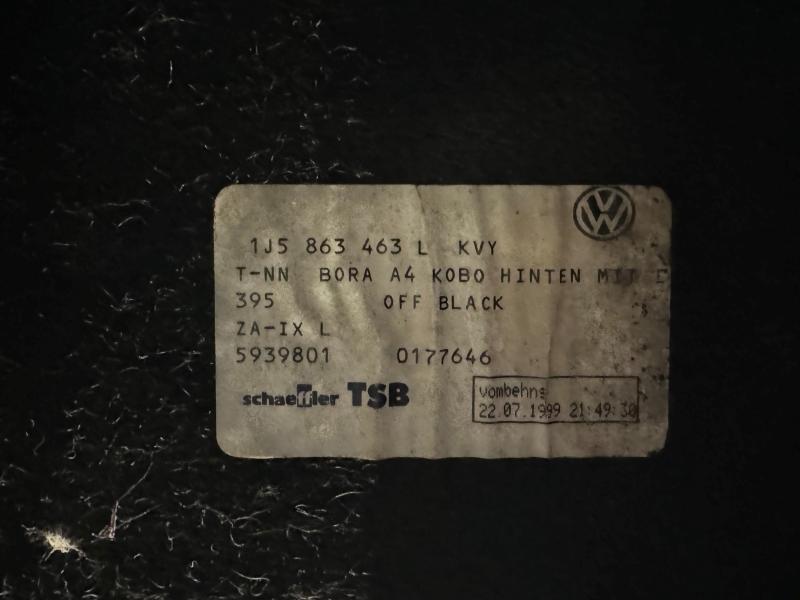 1J5 863 463 L KVY
T-NN BORA A4 KOBO HINTEN MIT
395 OFF BLACK
ZA-IX L
5939801 0177646
schaeffler TSB
vombehns
22.07.1999 21:49:30